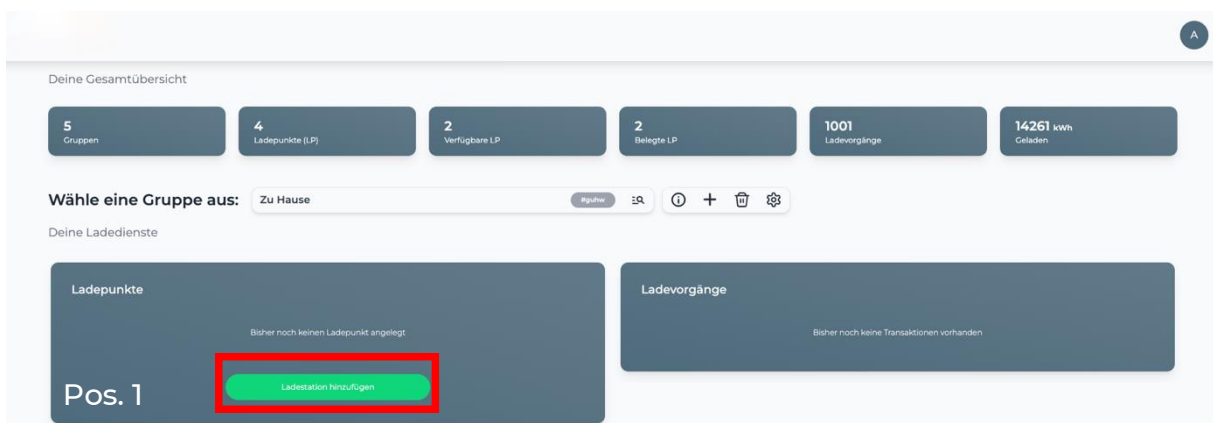 A
Deine Gesamtübersicht
5
Gruppen
4
Ladepunkte (LP)
2
Verfügbare LP
2
Belegte LP
1001
Ladevorgänge
14261 kWh
Geladen
Wähle eine Gruppe aus:
Zu Hause
#guhw
Deine Ladedienste
Ladepunkte
Bisher noch keinen Ladepunkt angelegt
Ladestation hinzufügen
Pos. 1
Ladevorgänge
Bisher noch keine Transaktionen vorhanden